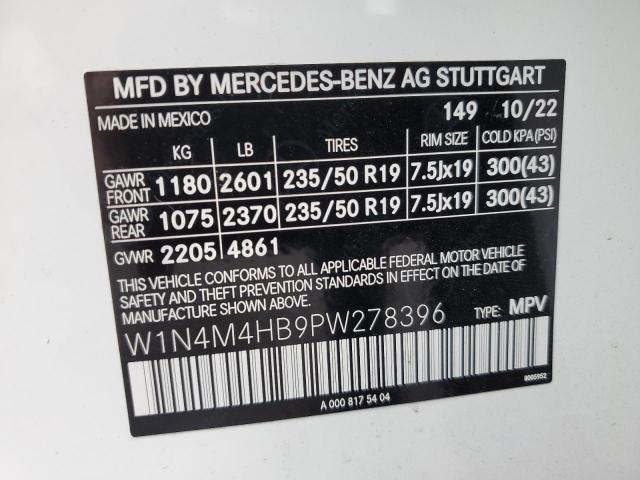 MFD BY MERCEDES-BENZ AG STUTTGART
MADE IN MEXICO 149 10/22
KG LB TIRES RIM SIZE COLD KPA(PSI)
GAWR FRONT 1180 2601 235/50 R19 7.5Jx19 300(43)
GAWR REAR 1075 2370 235/50 R19 7.5Jx19 300(43)
GVWR 2205 4861
THIS VEHICLE CONFORMS TO ALL APPLICABLE FEDERAL MOTOR VEHICLE
SAFETY AND THEFT PREVENTION STANDARDS IN EFFECT ON THE DATE OF
MANUFACTURE SHOWN ABOVE.
W1N4M4HB9PW278396 TYPE: MPV
8005952
A 000 817 54 04